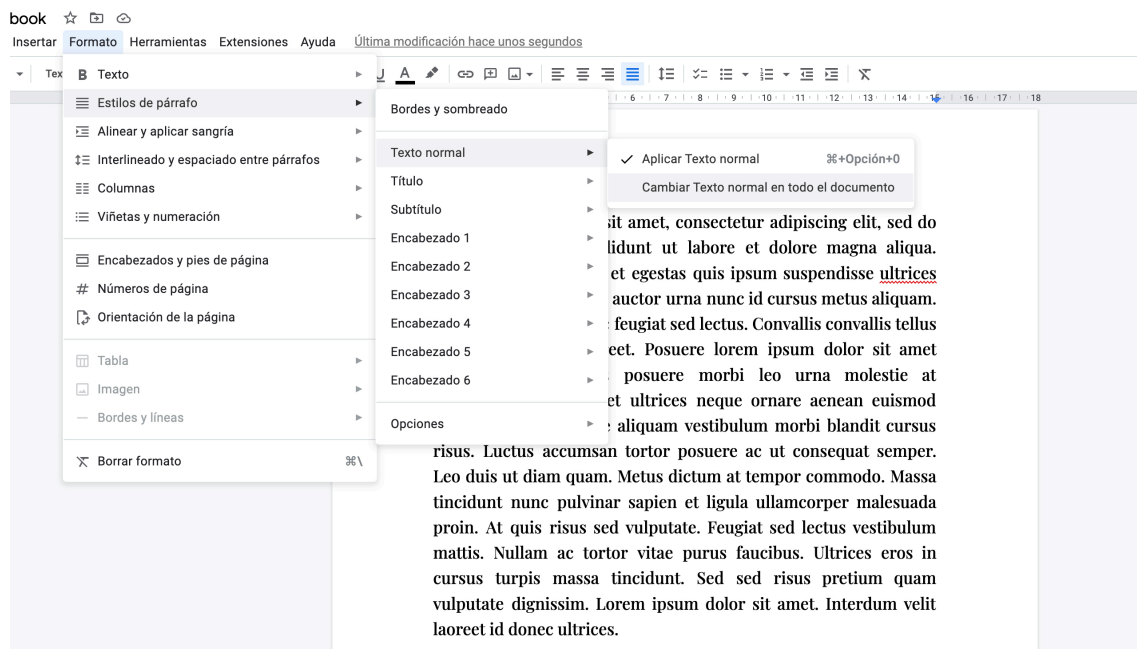 book
Insertar Formato Herramientas Extensiones Ayuda Última modificación hace unos segundos
Tex
B Texto
Estilos de párrafo
Alinear y aplicar sangría
Interlineado y espaciado entre párrafos
Columnas
Viñetas y numeración
Encabezados y pies de página
Números de página
Orientación de la página
Tabla
Imagen
Bordes y líneas
Borrar formato ⌘\
Bordes y sombreado
Texto normal
Título
Subtítulo
Encabezado 1
Encabezado 2
Encabezado 3
Encabezado 4
Encabezado 5
Encabezado 6
Opciones
Aplicar Texto normal ⌘+Opción+0
Cambiar Texto normal en todo el documento
6 7 8 9 10 11 12 13 14 15 16 17 18
sit amet, consectetur adipiscing elit, sed do
lidunt ut labore et dolore magna aliqua.
et egestas quis ipsum suspendisse ultrices
auctor urna nunc id cursus metus aliquam.
feugiat sed lectus. Convallis convallis tellus
eet. Posuere lorem ipsum dolor sit amet
posuere morbi leo urna molestie at
et ultrices neque ornare aenean euismod
aliquam vestibulum morbi blandit cursus
risus. Luctus accumsan tortor posuere ac ut consequat semper.
Leo duis ut diam quam. Metus dictum at tempor commodo. Massa
tincidunt nunc pulvinar sapien et ligula ullamcorper malesuada
proin. At quis risus sed vulputate. Feugiat sed lectus vestibulum
mattis. Nullam ac tortor vitae purus faucibus. Ultrices eros in
cursus turpis massa tincidunt. Sed sed risus pretium quam
vulputate dignissim. Lorem ipsum dolor sit amet. Interdum velit
laoreet id donec ultrices.